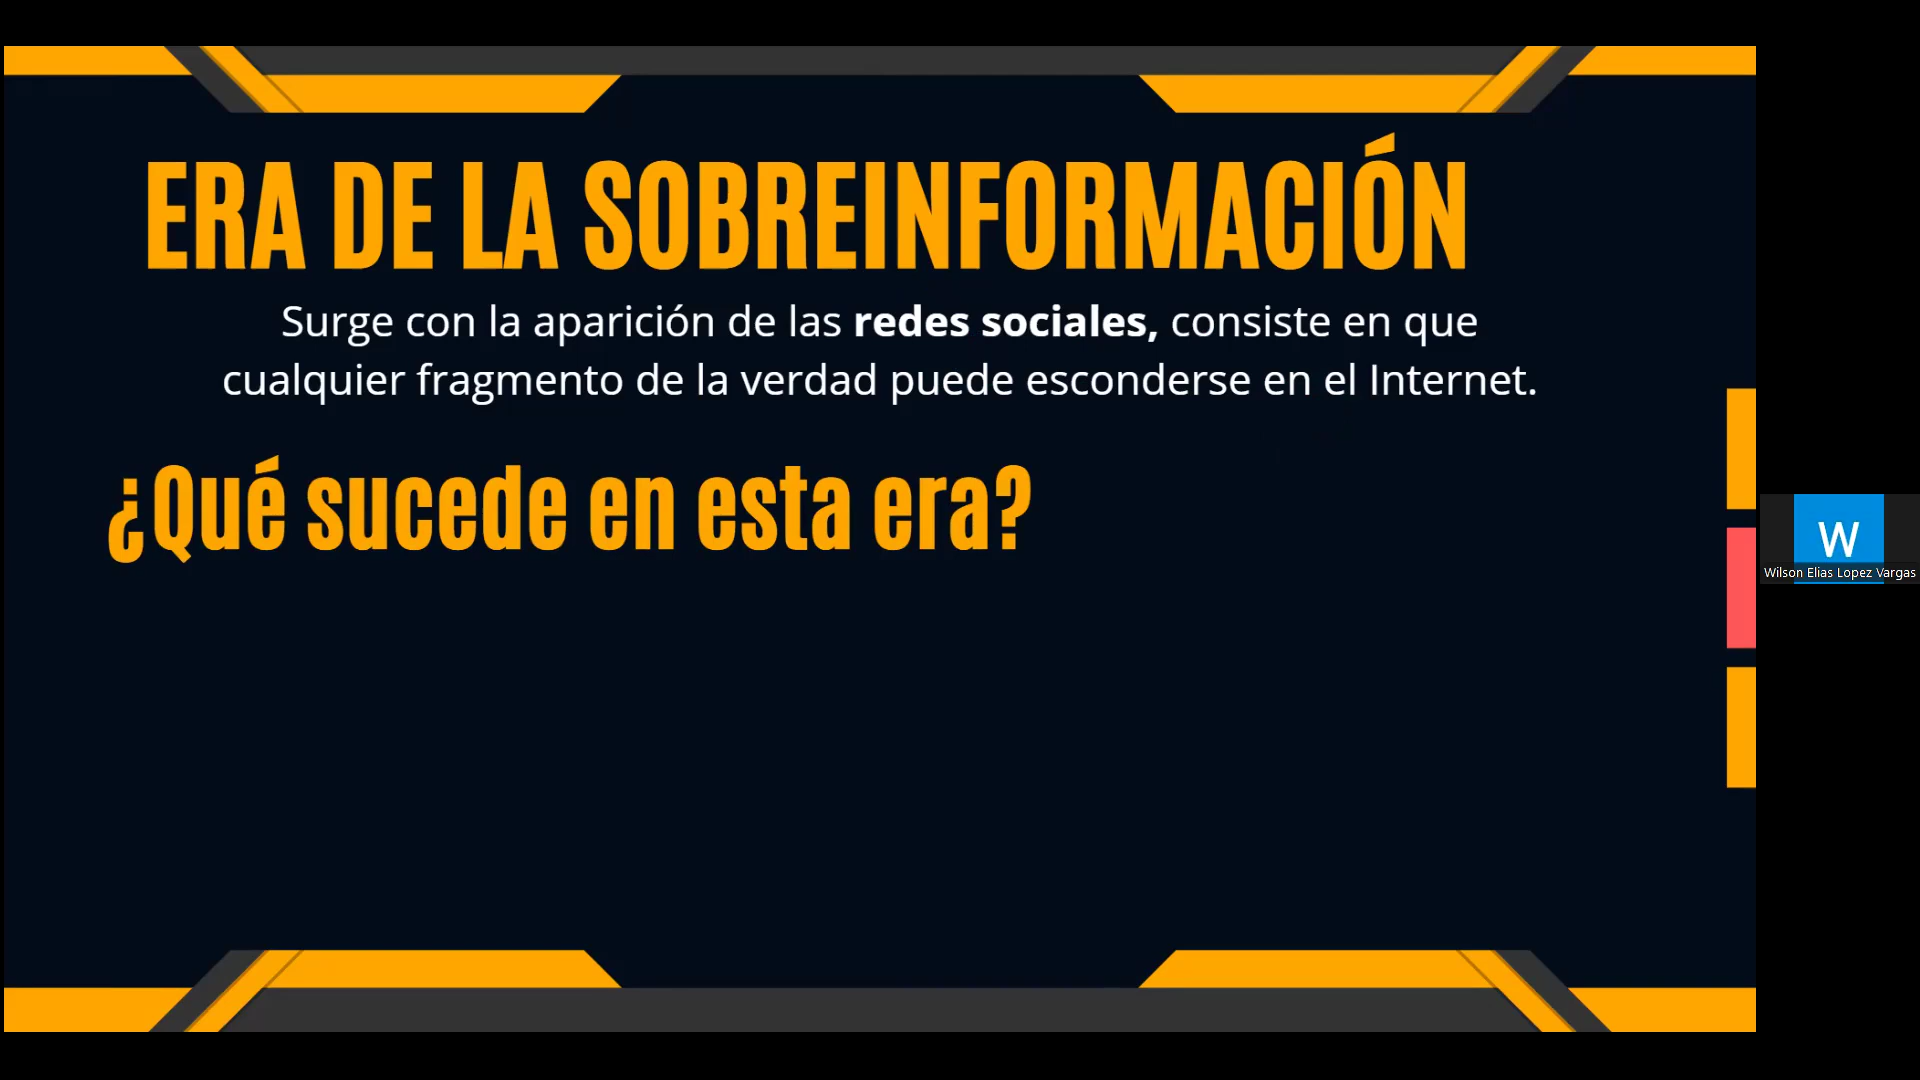 ERA DE LA SOBREINFORMACIÓN
Surge con la aparición de las redes sociales, consiste en que
cualquier fragmento de la verdad puede esconderse en el Internet.
¿Qué sucede en esta era?
W
Wilson Elias Lopez Vargas